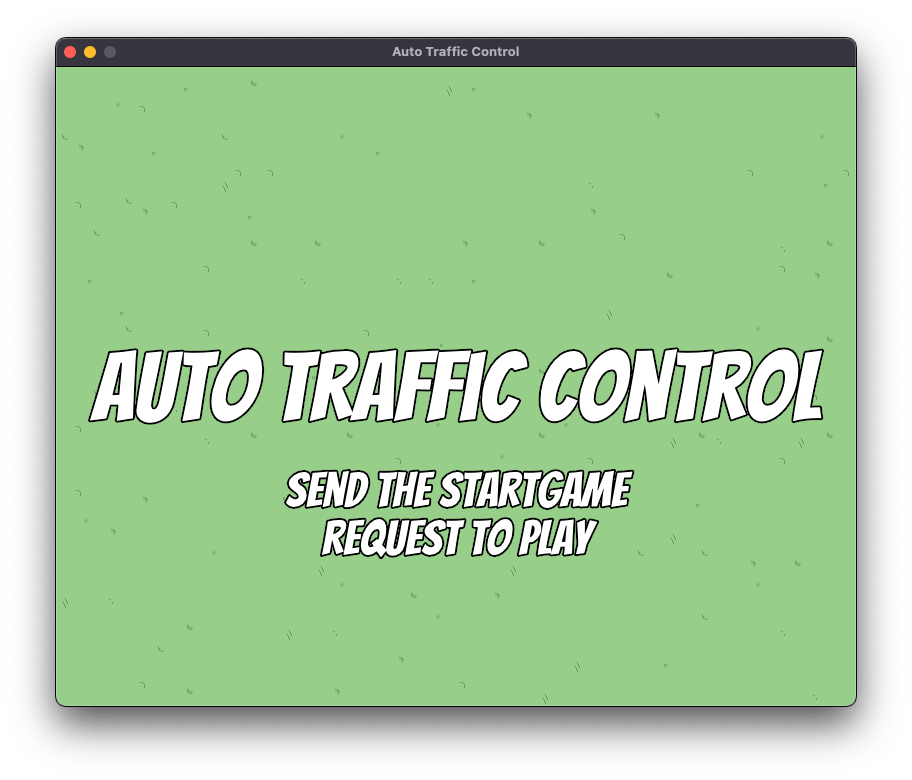 Auto Traffic Control
AUTO TRAFFIC CONTROL
SEND THE STARTGAME
REQUEST TO PLAY